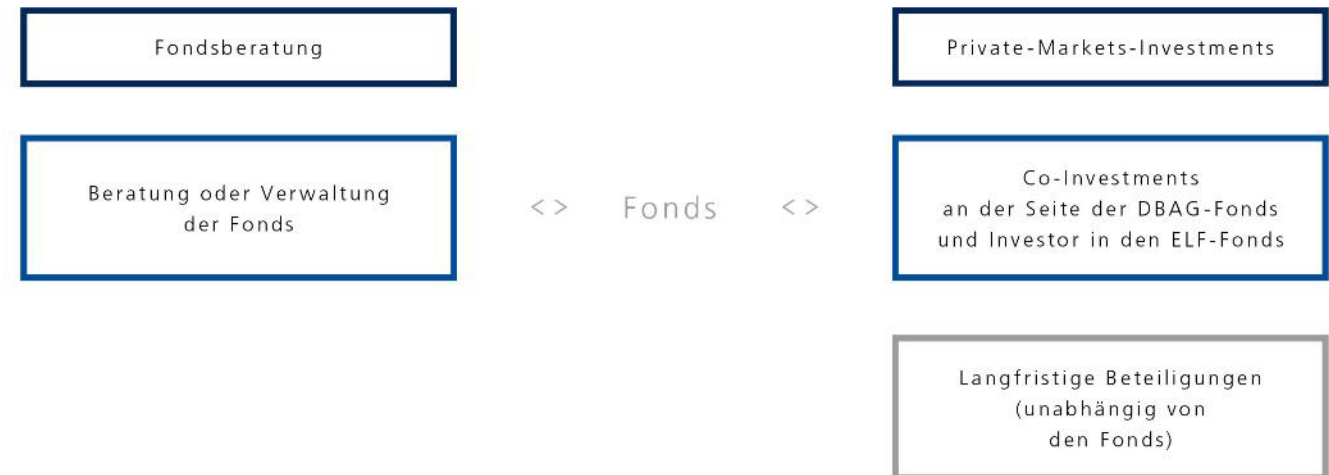 Fondsberatung
Private-Markets-Investments
Beratung oder Verwaltung
der Fonds
<> Fonds <>
Co-Investments
an der Seite der DBAG-Fonds
und Investor in den ELF-Fonds
Langfristige Beteiligungen
(unabhängig von
den Fonds)